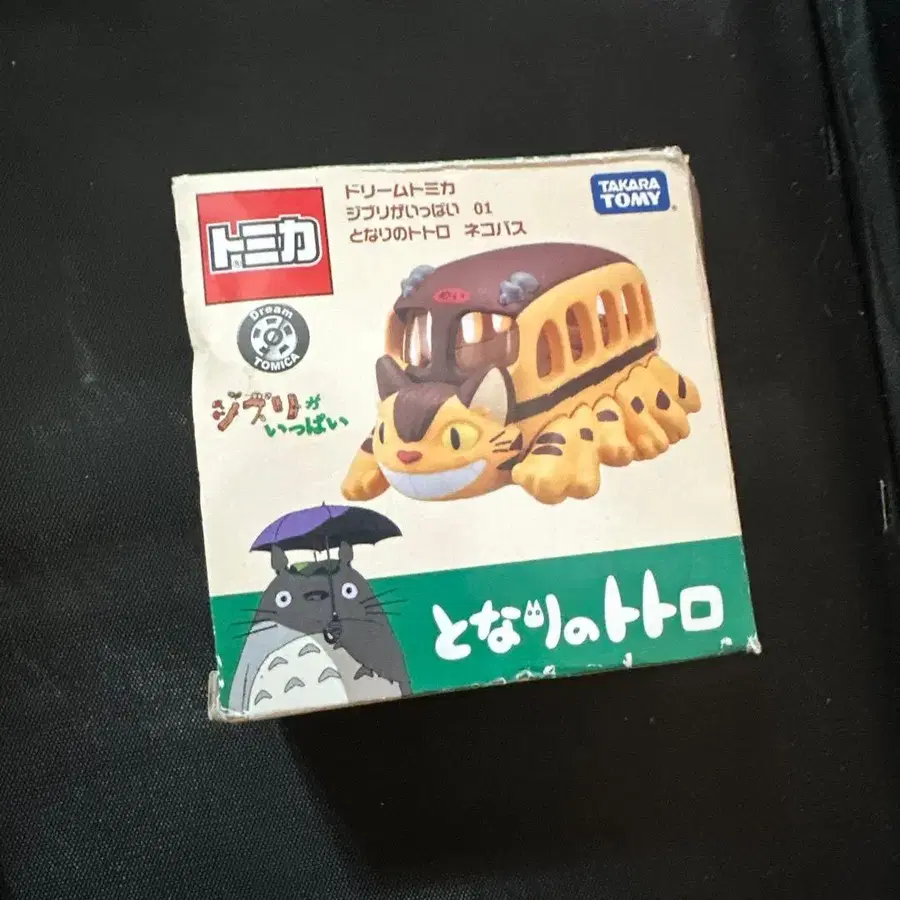 トミカ
ドリームトミカ
ジブリがいっぱい 01
となりのトトロ ネコバス
TAKARA
TOMY
Dream
TOMICA
ジブリが
いっぱい
めい
となりのトトロ